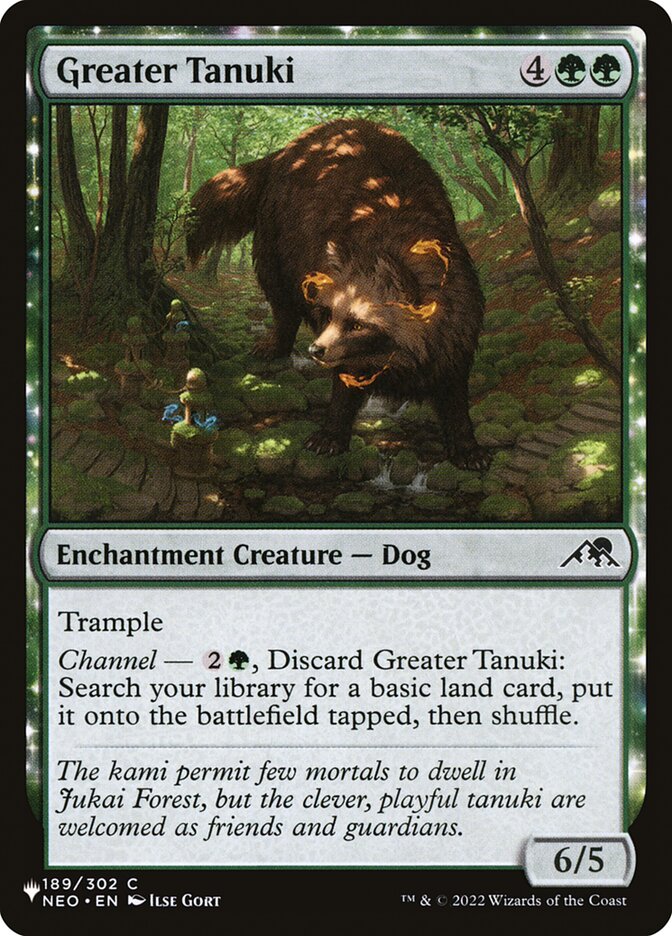 Greater Tanuki 4
Enchantment Creature — Dog
Trample
Channel — 2, Discard Greater Tanuki:
Search your library for a basic land card, put
it onto the battlefield tapped, then shuffle.
The kami permit few mortals to dwell in
Jukai Forest, but the clever, playful tanuki are
welcomed as friends and guardians.
6/5
189/302 C
NEO • EN Ilse Gort
™ & © 2022 Wizards of the Coast